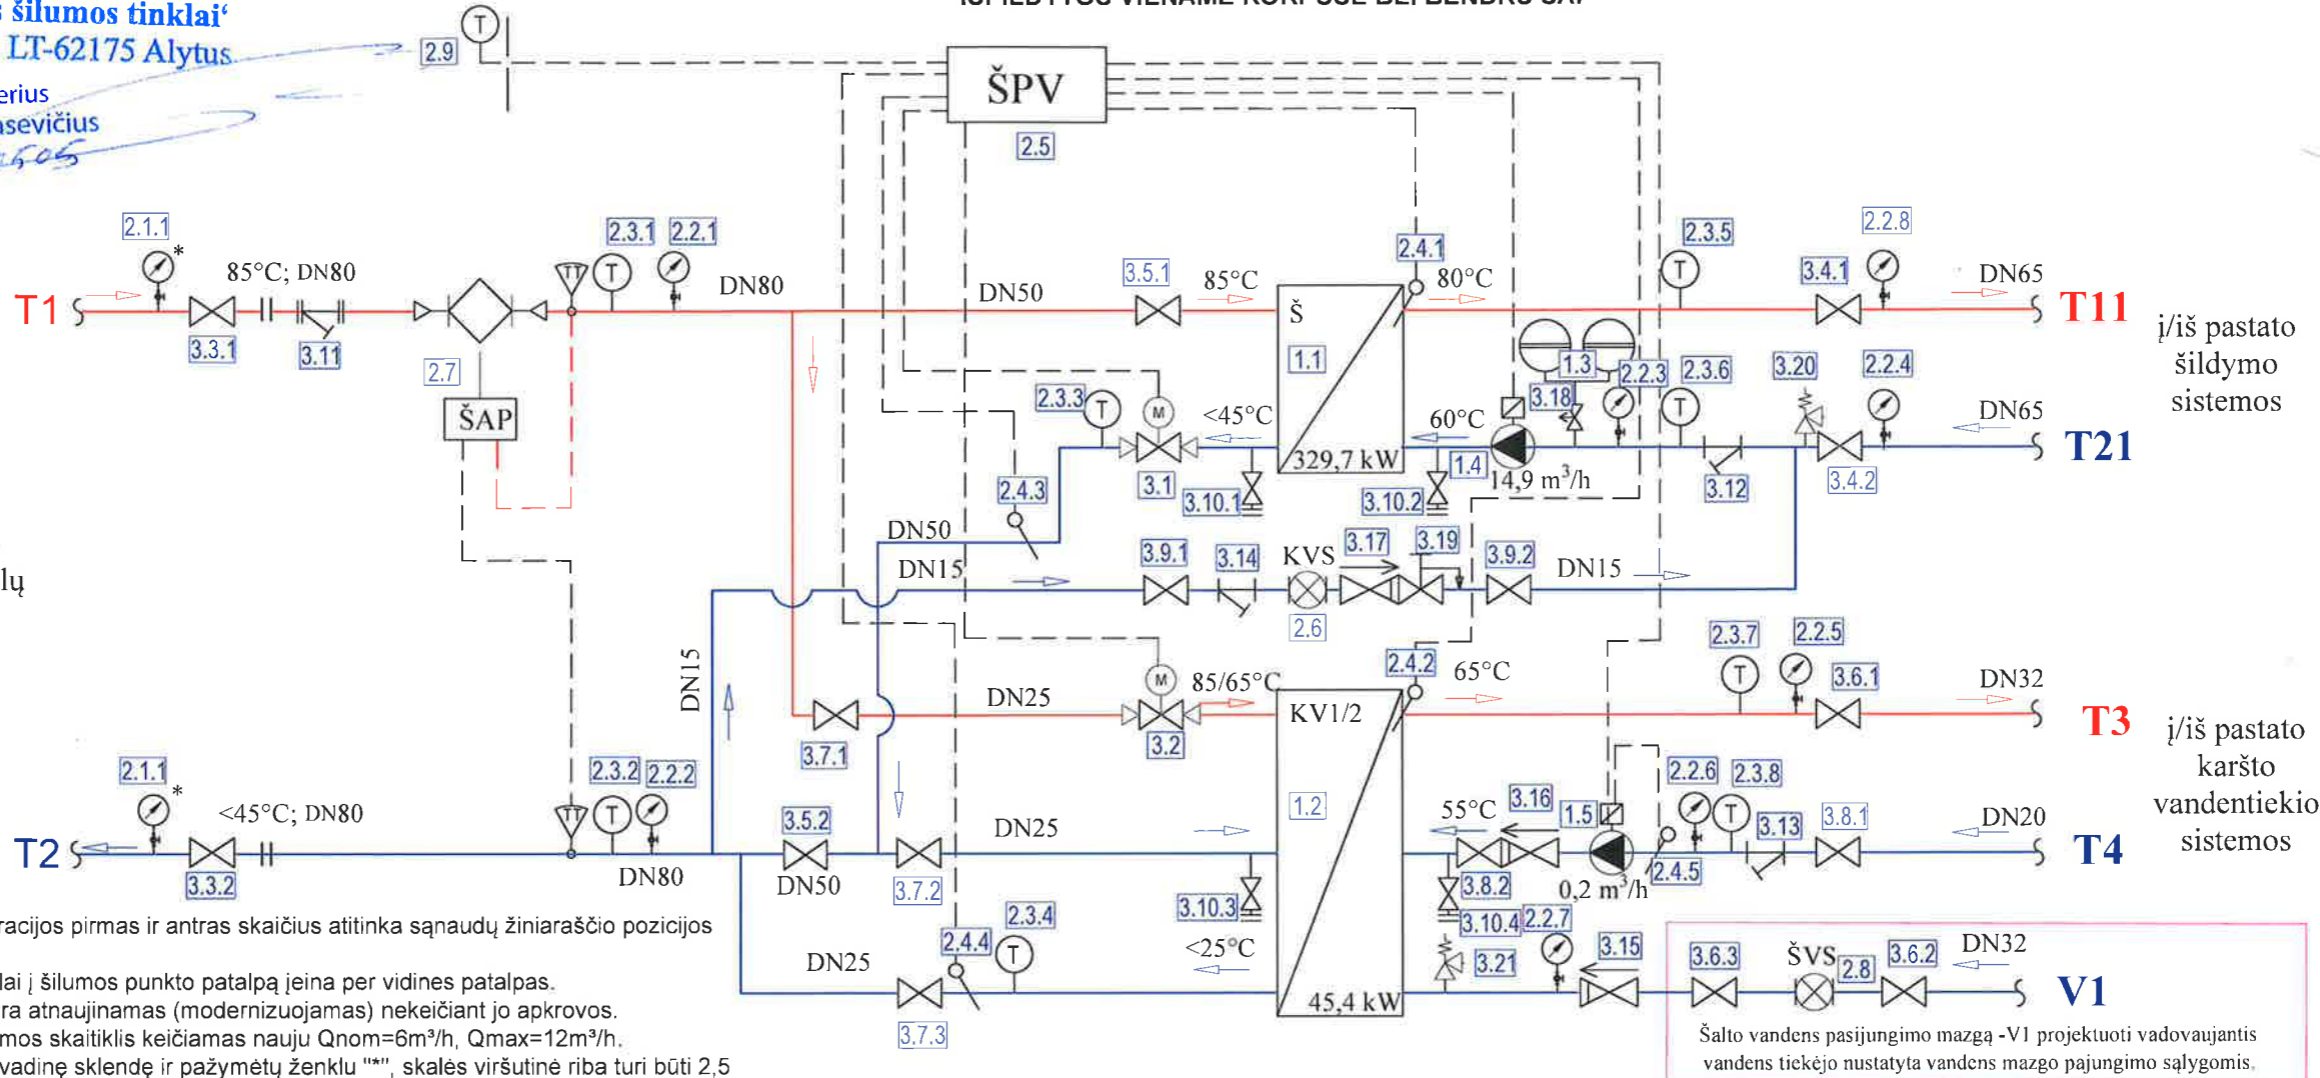 šilumos tinklai‘
LT-62175 Alytus
2.9
T
ŠPV
2.5
2.1.1
*
85°C; DN80
T1
3.3.1
3.11
2.7
ŠAP
TT
2.3.1
T
2.2.1
DN80
DN50
3.5.1
85°C
Š
1.1
329,7 kW
2.4.1
80°C
2.3.5
T
3.4.1
2.2.8
DN65
T11
į/iš pastato
šildymo
sistemos
2.3.3
T
M
<45°C
3.1
3.10.1
60°C
1.4
14,9 m³/h
3.10.2
1.3
3.18
2.2.3
2.3.6
T
3.12
3.20
3.4.2
2.2.4
DN65
T21
2.4.3
DN50
DN15
3.9.1
3.14
KVS
2.6
3.17
3.19
3.9.2
DN15
lų
DN15
3.7.1
DN25
M
85/65°C
3.2
KV1/2
1.2
45,4 kW
2.4.2
65°C
2.3.7
T
2.2.5
3.6.1
DN32
T3
į/iš pastato
karšto
vandentiekio
sistemos
2.1.1
*
<45°C; DN80
T2
3.3.2
TT
2.3.2
T
2.2.2
DN80
3.5.2
DN50
3.7.2
DN25
3.10.3
55°C
3.16
1.5
0,2 m³/h
3.8.2
3.10.4
2.4.5
2.2.6
2.3.8
T
3.13
3.8.1
DN20
T4
DN25
3.7.3
2.4.4
2.3.4
T
<25°C
3.21
2.2.7
3.15
3.6.3
ŠVS
2.8
3.6.2
DN32
V1
Šalto vandens pasijungimo mazgą -V1 projektuoti vadovaujantis
vandens tiekėjo nustatyta vandens mazgo pajungimo sąlygomis.
racijos pirmas ir antras skaičius atitinka sąnaudų žiniaraščio pozicijos
lai į šilumos punkto patalpą įeina per vidines patalpas.
ra atnaujinamas (modernizuojamas) nekeičiant jo apkrovos.
mos skaitiklis keičiamas nauju Qnom=6m³/h, Qmax=12m³/h.
vadinę sklendę ir pažymėtų ženklu "*", skalės viršutinė riba turi būti 2,5